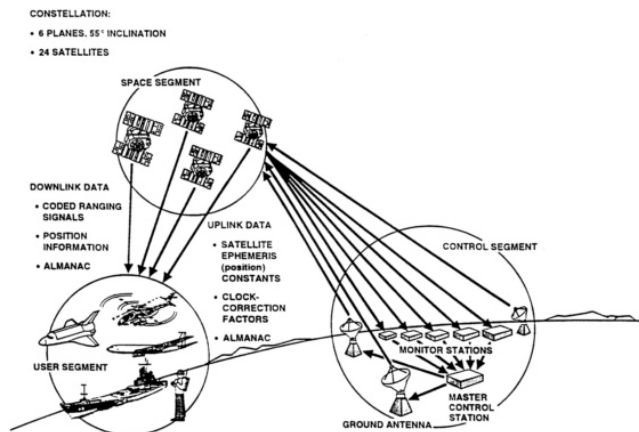 CONSTELLATION:
• 6 PLANES, 55° INCLINATION
• 24 SATELLITES
SPACE SEGMENT
DOWNLINK DATA
• CODED RANGING
SIGNALS
• POSITION
INFORMATION
• ALMANAC
UPLINK DATA
• SATELLITE
EPHEMERIS
(position)
CONSTANTS
• CLOCK-
CORRECTION
FACTORS
• ALMANAC
CONTROL SEGMENT
USER SEGMENT
MONITOR STATIONS
MASTER
CONTROL
STATION
GROUND ANTENNA